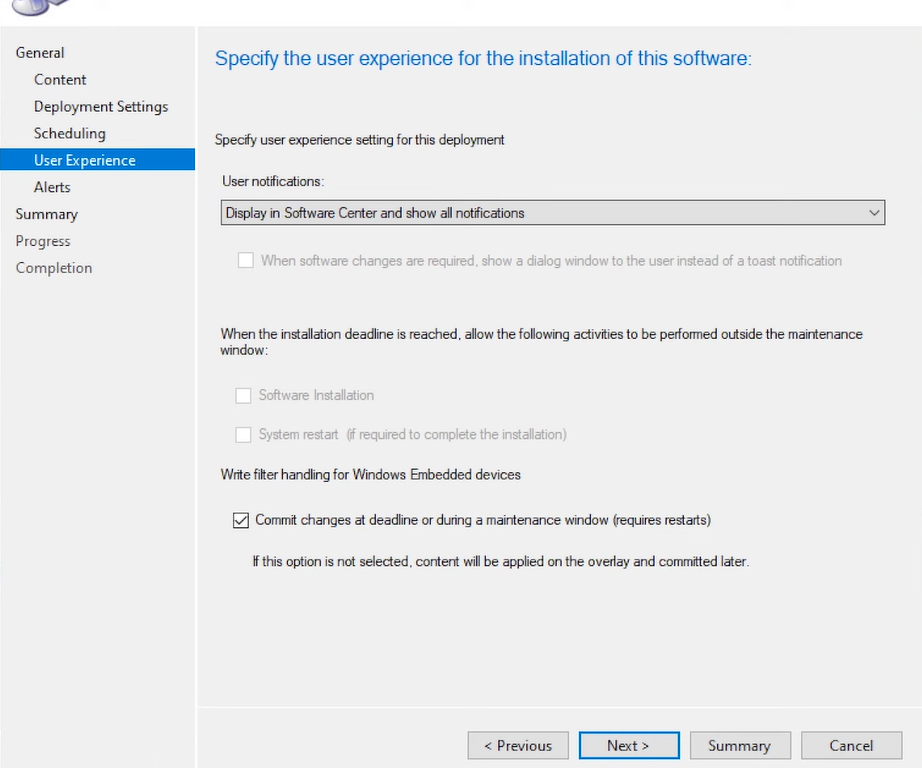 General
Content
Deployment Settings
Scheduling
User Experience
Alerts
Summary
Progress
Completion
Specify the user experience for the installation of this software:
Specify user experience setting for this deployment
User notifications:
Display in Software Center and show all notifications
When software changes are required, show a dialog window to the user instead of a toast notification
When the installation deadline is reached, allow the following activities to be performed outside the maintenance
window:
Software Installation
System restart (if required to complete the installation)
Write filter handling for Windows Embedded devices
Commit changes at deadline or during a maintenance window (requires restarts)
If this option is not selected, content will be applied on the overlay and committed later.
< Previous
Next >
Summary
Cancel